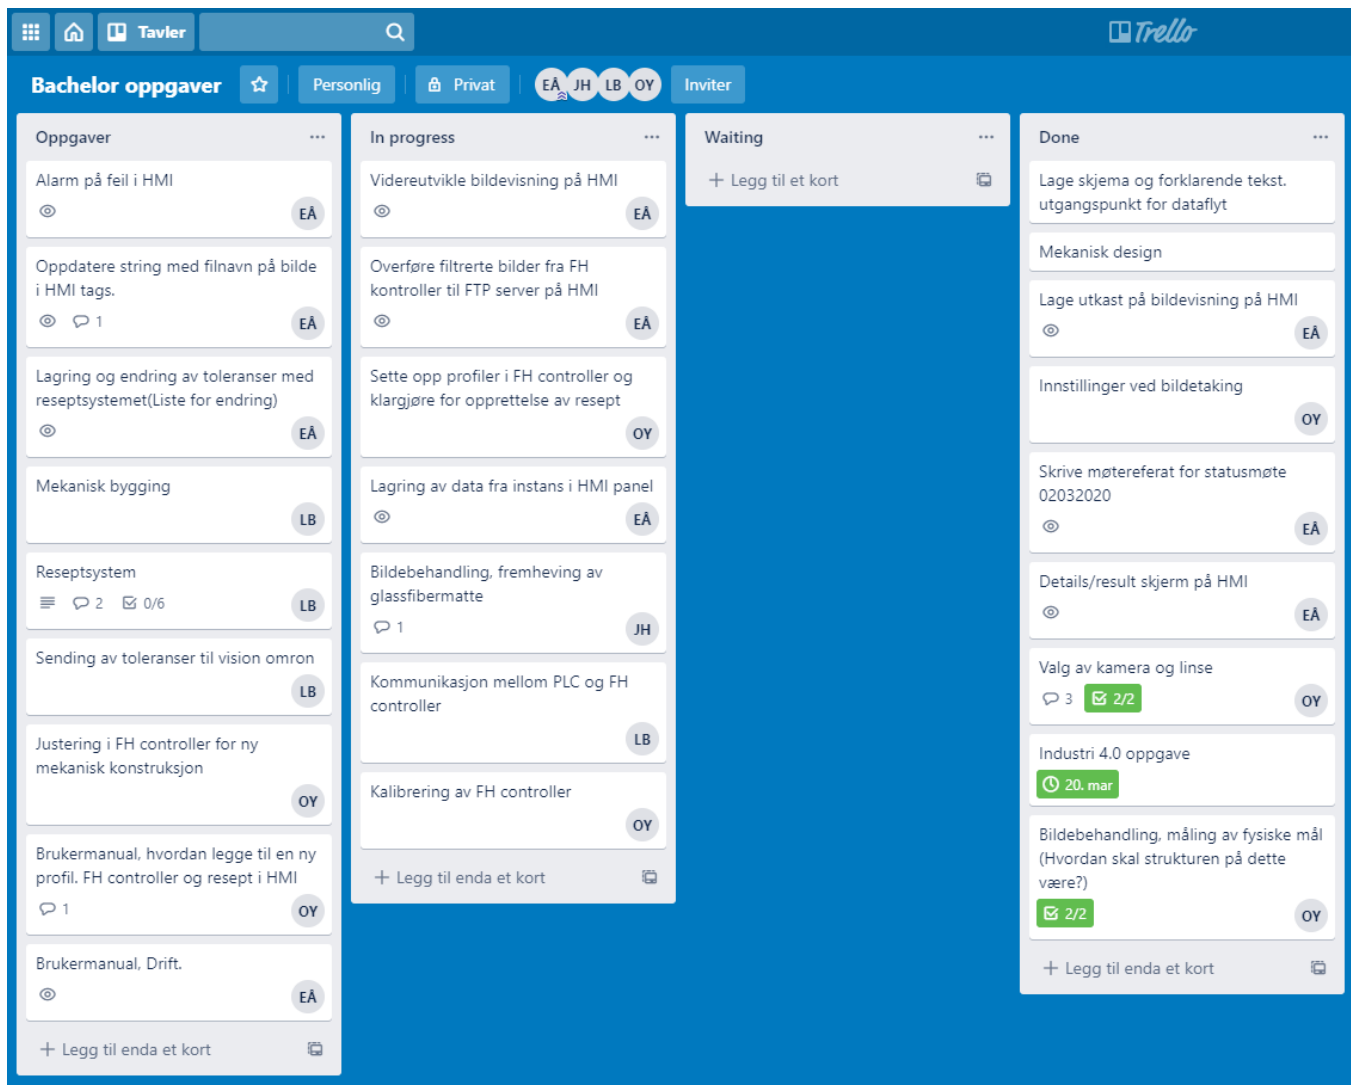 Tavler
Trello
Bachelor oppgaver
Personlig
Privat
EÅ JH LB OY
Inviter
Oppgaver
Alarm på feil i HMI
EÅ
Oppdatere string med filnavn på bilde
i HMI tags.
1
EÅ
Lagring og endring av toleranser med
reseptsystemet(Liste for endring)
EÅ
Mekanisk bygging
LB
Reseptsystem
2 0/6
LB
Sending av toleranser til vision omron
LB
Justering i FH controller for ny
mekanisk konstruksjon
OY
Brukermanual, hvordan legge til en ny
profil. FH controller og resept i HMI
1
OY
Brukermanual, Drift.
EÅ
+ Legg til enda et kort
In progress
Videreutvikle bildevisning på HMI
EÅ
Overføre filtrerte bilder fra FH
kontroller til FTP server på HMI
EÅ
Sette opp profiler i FH controller og
klargjøre for opprettelse av resept
OY
Lagring av data fra instans i HMI panel
EÅ
Bildebehandling, fremheving av
glassfibermatte
1
JH
Kommunikasjon mellom PLC og FH
controller
LB
Kalibrering av FH controller
OY
+ Legg til enda et kort
Waiting
+ Legg til et kort
Done
Lage skjema og forklarende tekst.
utgangspunkt for dataflyt
Mekanisk design
Lage utkast på bildevisning på HMI
EÅ
Innstillinger ved bildetaking
OY
Skrive møtereferat for statusmøte
02032020
EÅ
Details/result skjerm på HMI
EÅ
Valg av kamera og linse
3 2/2
OY
Industri 4.0 oppgave
20. mar
Bildebehandling, måling av fysiske mål
(Hvordan skal strukturen på dette
være?)
2/2
OY
+ Legg til enda et kort